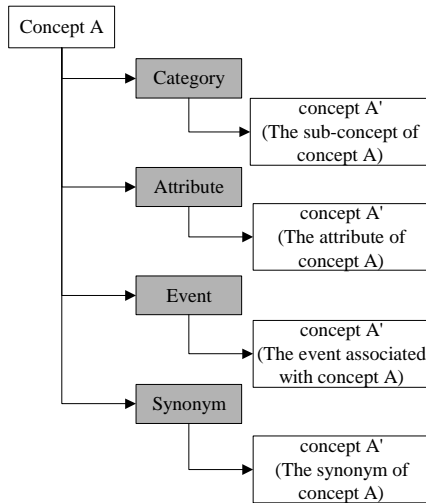 Concept A
Category
concept A'
(The sub-concept of
concept A)
Attribute
concept A'
(The attribute of
concept A)
Event
concept A'
(The event associated
with concept A)
Synonym
concept A'
(The synonym of
concept A)